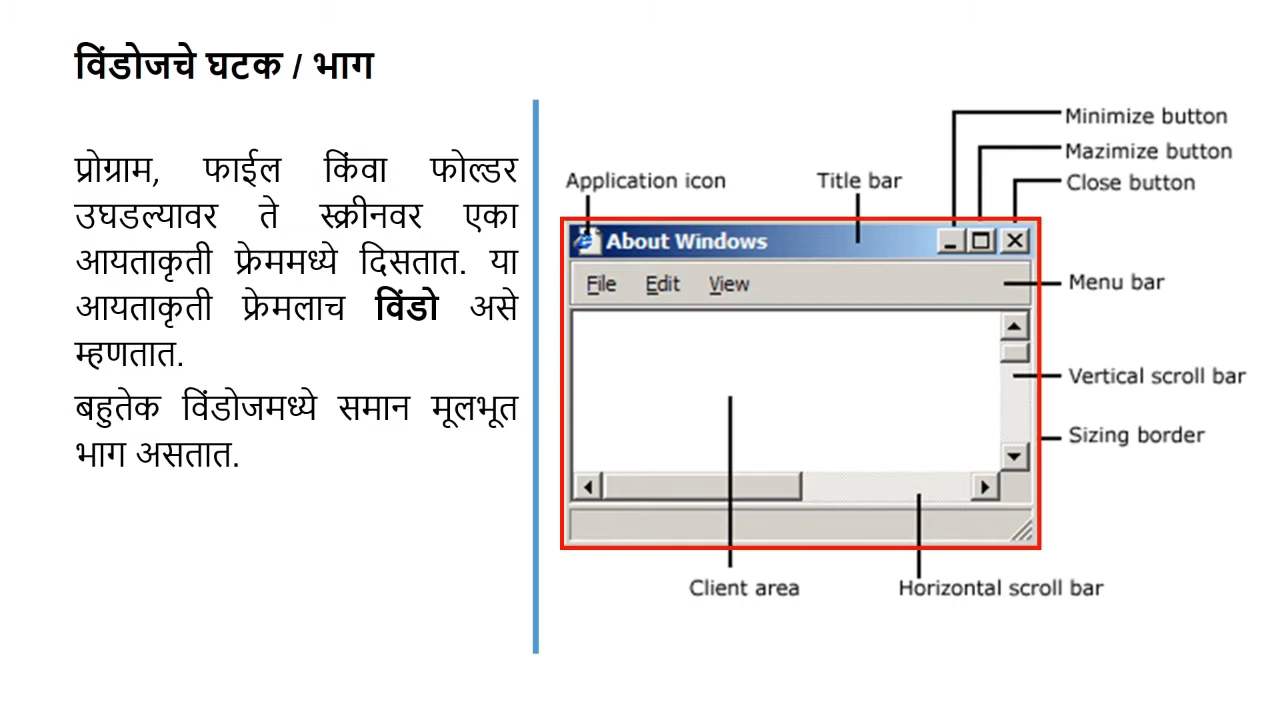 विंडोजचे घटक / भाग
प्रोग्राम, फाईल किंवा फोल्डर
उघडल्यावर ते स्क्रीनवर एका
आयताकृती फ्रेममध्ये दिसतात. या
आयताकृती फ्रेमलाच विंडो असे
म्हणतात.
बहुतेक विंडोजमध्ये समान मूलभूत
भाग असतात.
Minimize button
Mazimize button
Application icon
Title bar
Close button
About Windows
File Edit View
Menu bar
Vertical scroll bar
Sizing border
Client area
Horizontal scroll bar